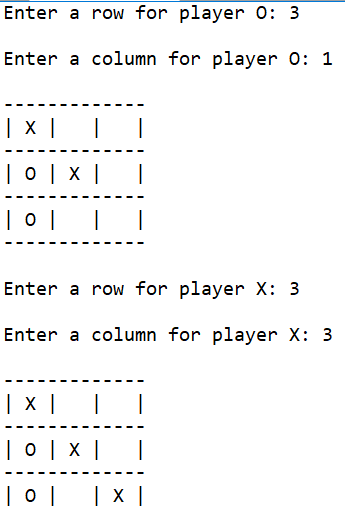 Enter a row for player O: 3
Enter a column for player O: 1
-------------
| X |   |   |
-------------
| O | X |   |
-------------
| O |   |   |
-------------
Enter a row for player X: 3
Enter a column for player X: 3
-------------
| X |   |   |
-------------
| O | X |   |
-------------
| O |   | X |